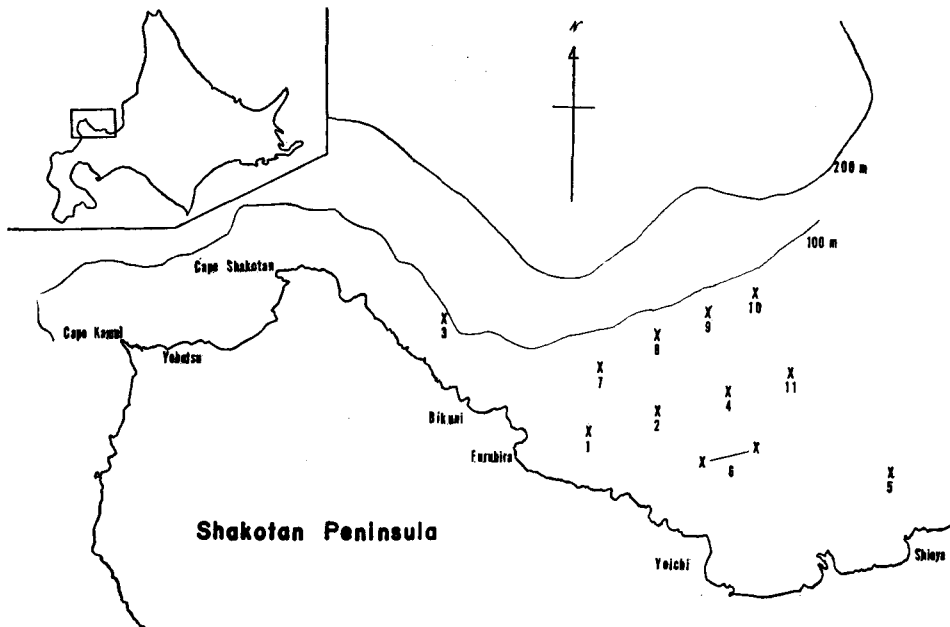 N
200 m
100 m
Cape Shakotan
Cape Kamui
Yobetsu
3
10
9
8
7
11
4
2
Bikuni
1
Furubira
6
5
Shakotan Peninsula
Yoichi
Shioya